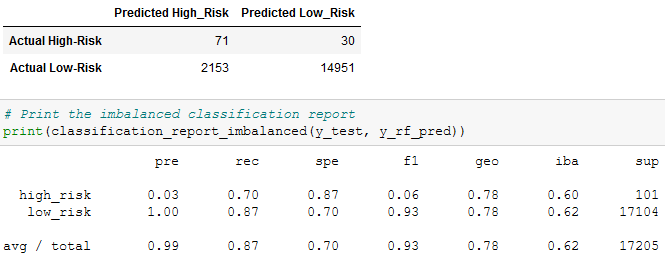 Predicted High_Risk Predicted Low_Risk
Actual High-Risk 71 30
Actual Low-Risk 2153 14951
# Print the imbalanced classification report
print(classification_report_imbalanced(y_test, y_rf_pred))
pre rec spe f1 geo iba sup
high_risk 0.03 0.70 0.87 0.06 0.78 0.60 101
low_risk 1.00 0.87 0.70 0.93 0.78 0.62 17104
avg / total 0.99 0.87 0.70 0.93 0.78 0.62 17205